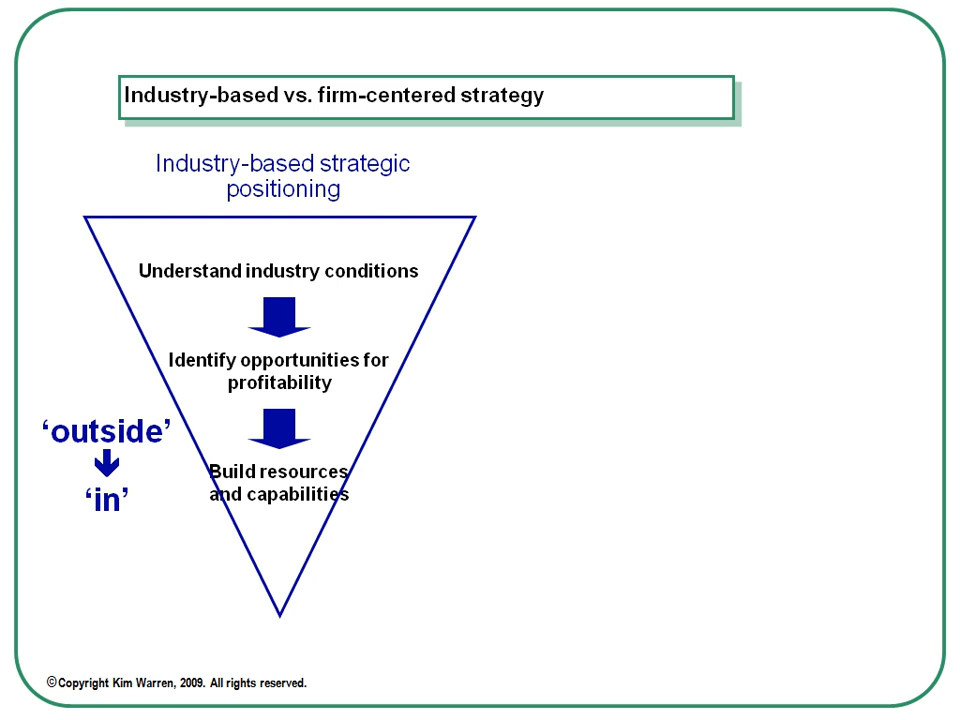 Industry-based vs. firm-centered strategy
Industry-based strategic
positioning
Understand industry conditions
Identify opportunities for
profitability
‘outside’
‘in’
Build resources
and capabilities
©Copyright Kim Warren, 2009. All rights reserved.